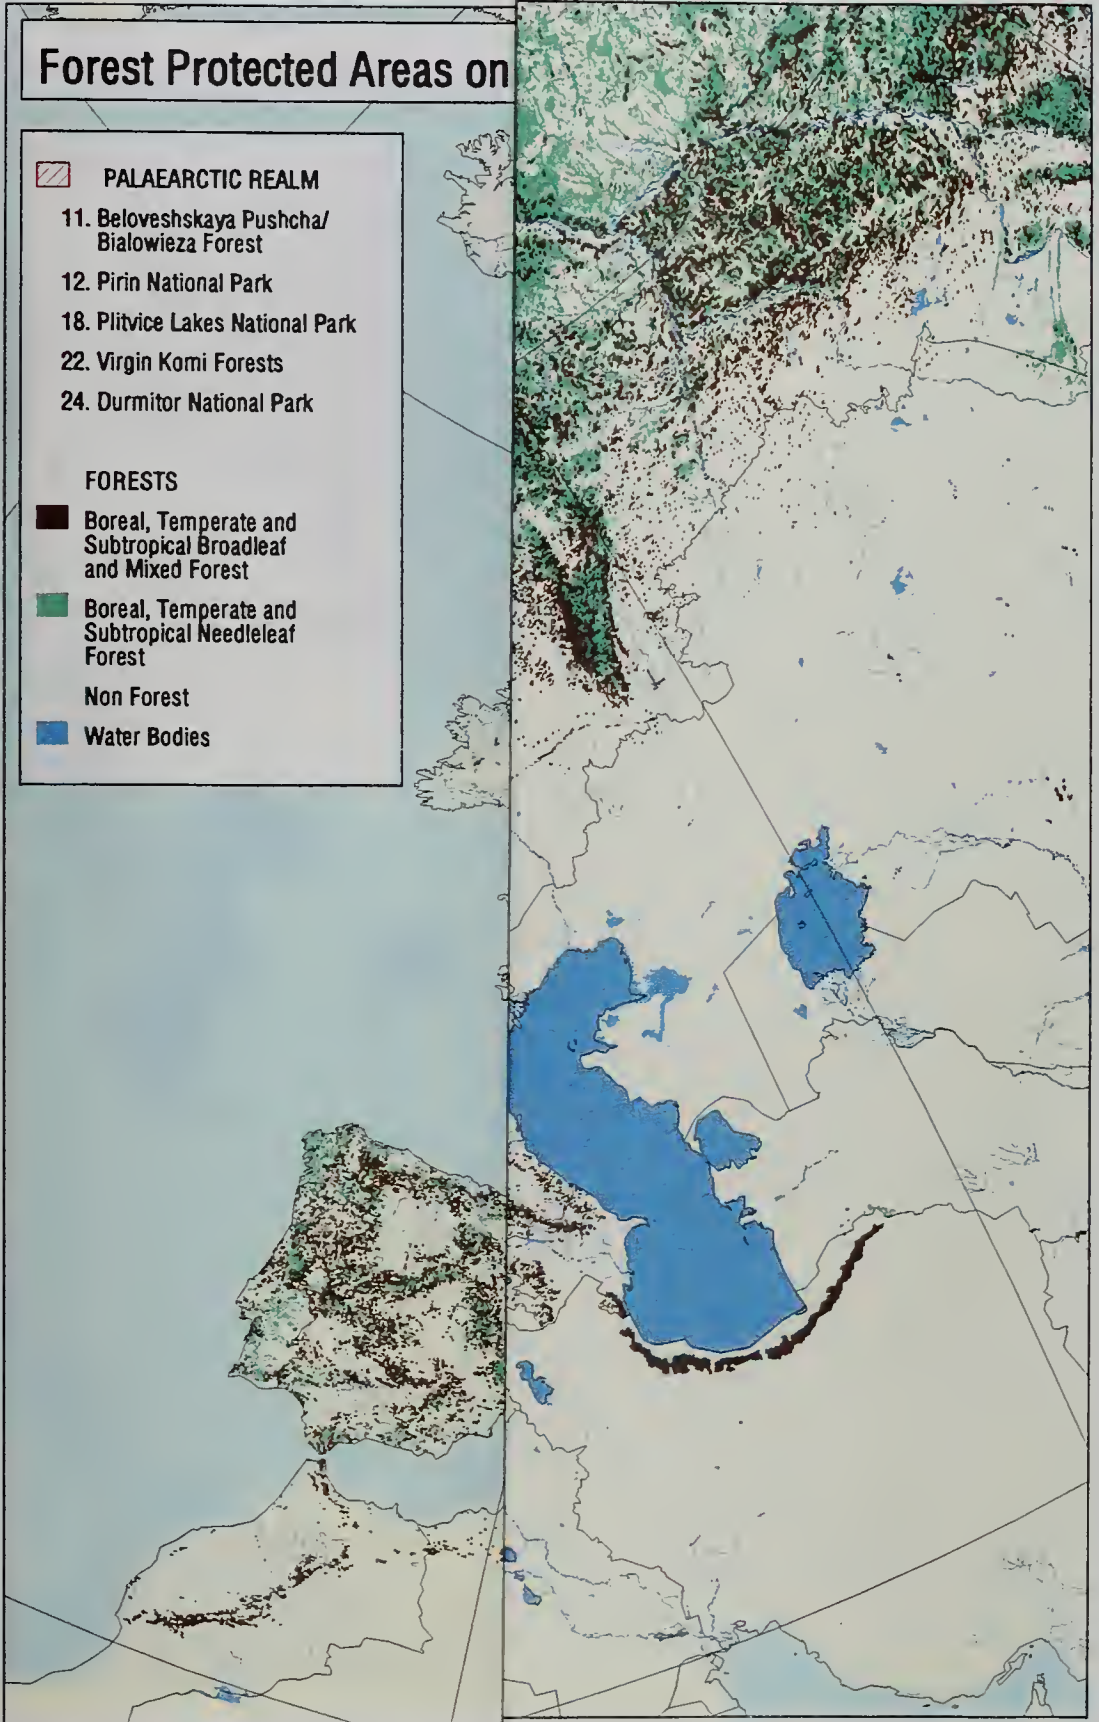 Forest Protected Areas on
PALAEARCTIC REALM
11. Beloveshskaya Pushcha/
Bialowieza Forest
12. Pirin National Park
18. Plitvice Lakes National Park
22. Virgin Komi Forests
24. Durmitor National Park
FORESTS
Boreal, Temperate and
Subtropical Broadleaf
and Mixed Forest
Boreal, Temperate and
Subtropical Needleleaf
Forest
Non Forest
Water Bodies